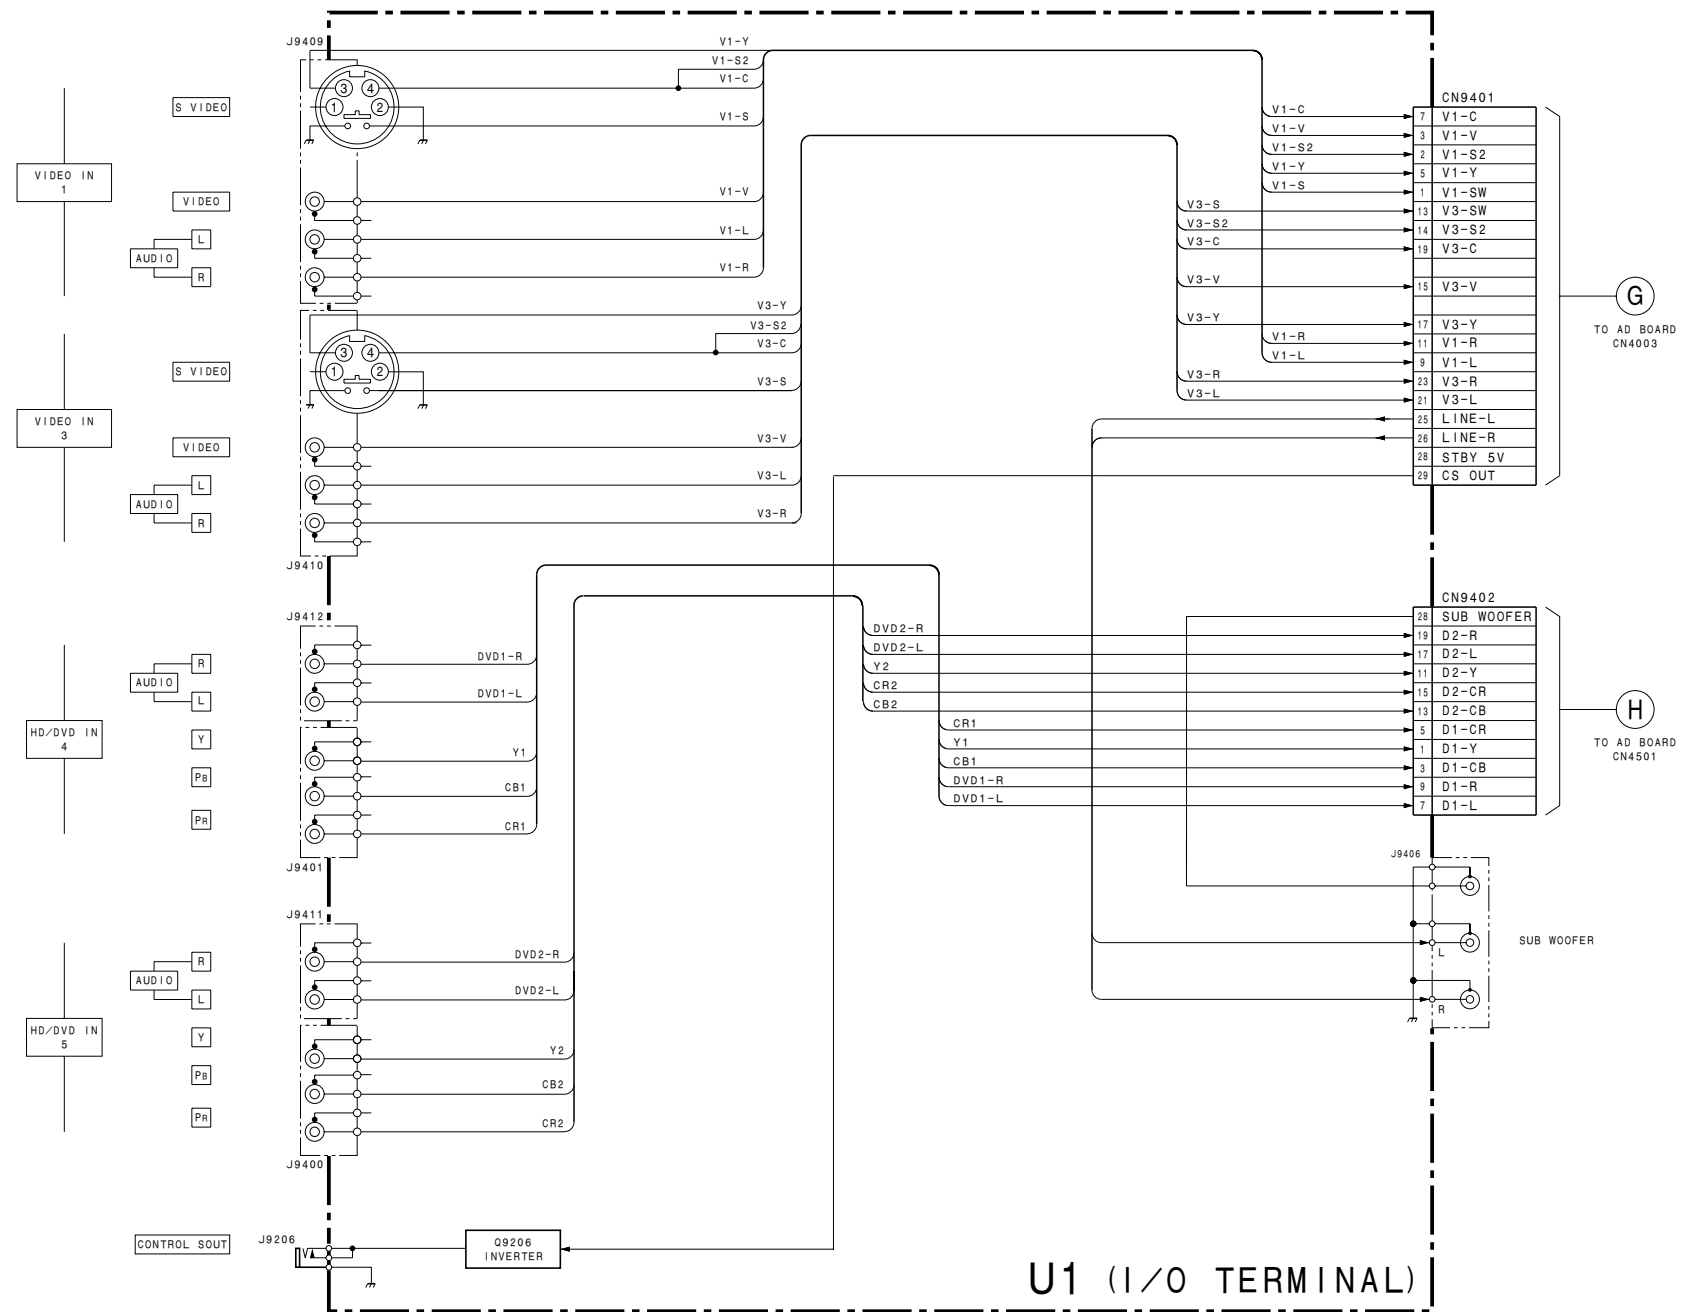 J9409
S VIDEO
VIDEO IN
1
VIDEO
L
AUDIO
R
V1-Y
V1-S2
V1-C
V1-S
V1-V
V1-L
V1-R
3
4
1
2
V3-Y
V3-S2
V3-C
V3-S
V3-V
V3-L
V3-R
3
4
1
2
S VIDEO
VIDEO IN
3
VIDEO
L
AUDIO
R
J9410
J9412
R
AUDIO
L
HD/DVD IN
4
Y
PB
PR
J9401
DVD1-R
DVD1-L
Y1
CB1
CR1
J9411
R
AUDIO
L
HD/DVD IN
5
Y
PB
PR
J9400
DVD2-R
DVD2-L
Y2
CB2
CR2
CONTROL SOUT
J9206
V
Q9206
INVERTER
V1-C
V1-V
V1-S2
V1-Y
V1-S
V3-S
V3-S2
V3-C
V3-V
V3-Y
V1-R
V1-L
V3-R
V3-L
CN9401
7 V1-C
3 V1-V
2 V1-S2
5 V1-Y
1 V1-SW
13 V3-SW
14 V3-S2
19 V3-C
15 V3-V
17 V3-Y
11 V1-R
9 V1-L
23 V3-R
21 V3-L
25 LINE-L
26 LINE-R
28 STBY 5V
29 CS OUT
G
TO AD BOARD
CN4003
DVD2-R
DVD2-L
Y2
CR2
CB2
CR1
Y1
CB1
DVD1-R
DVD1-L
CN9402
28 SUB WOOFER
19 D2-R
17 D2-L
11 D2-Y
15 D2-CR
13 D2-CB
5 D1-CR
1 D1-Y
3 D1-CB
9 D1-R
7 D1-L
H
TO AD BOARD
CN4501
J9406
L
R
SUB WOOFER
U1 (I/O TERMINAL)